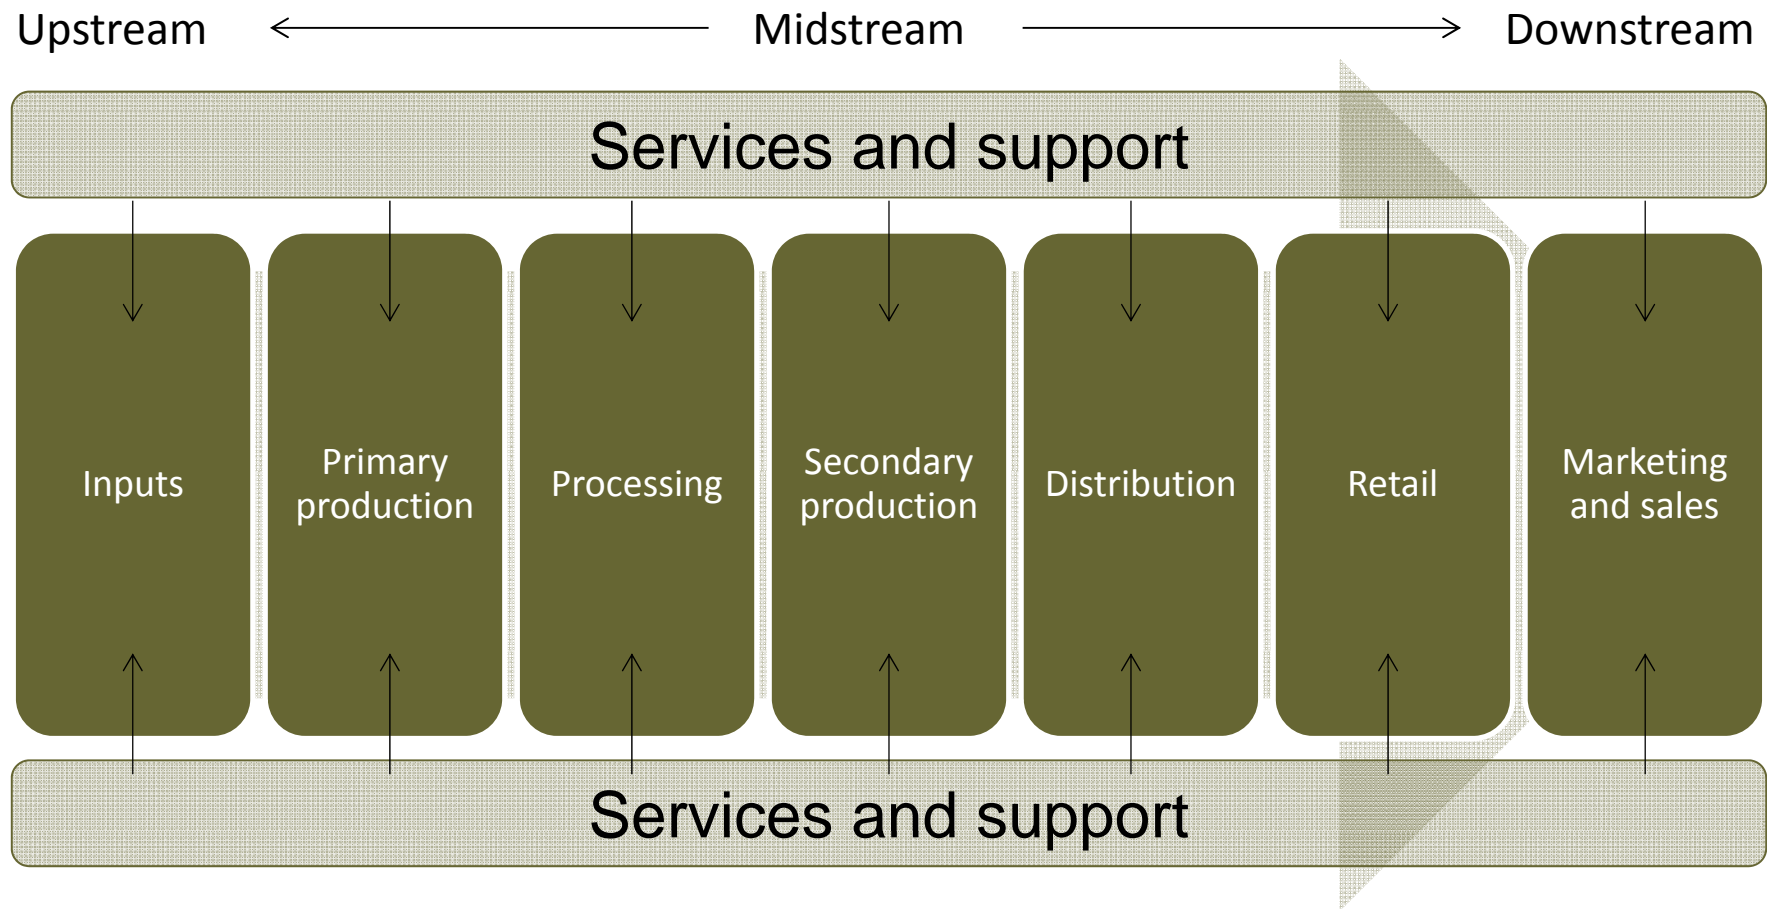 Upstream Midstream Downstream
Services and support
Inputs
Primary
production
Processing
Secondary
production
Distribution
Retail
Marketing
and sales
Services and support